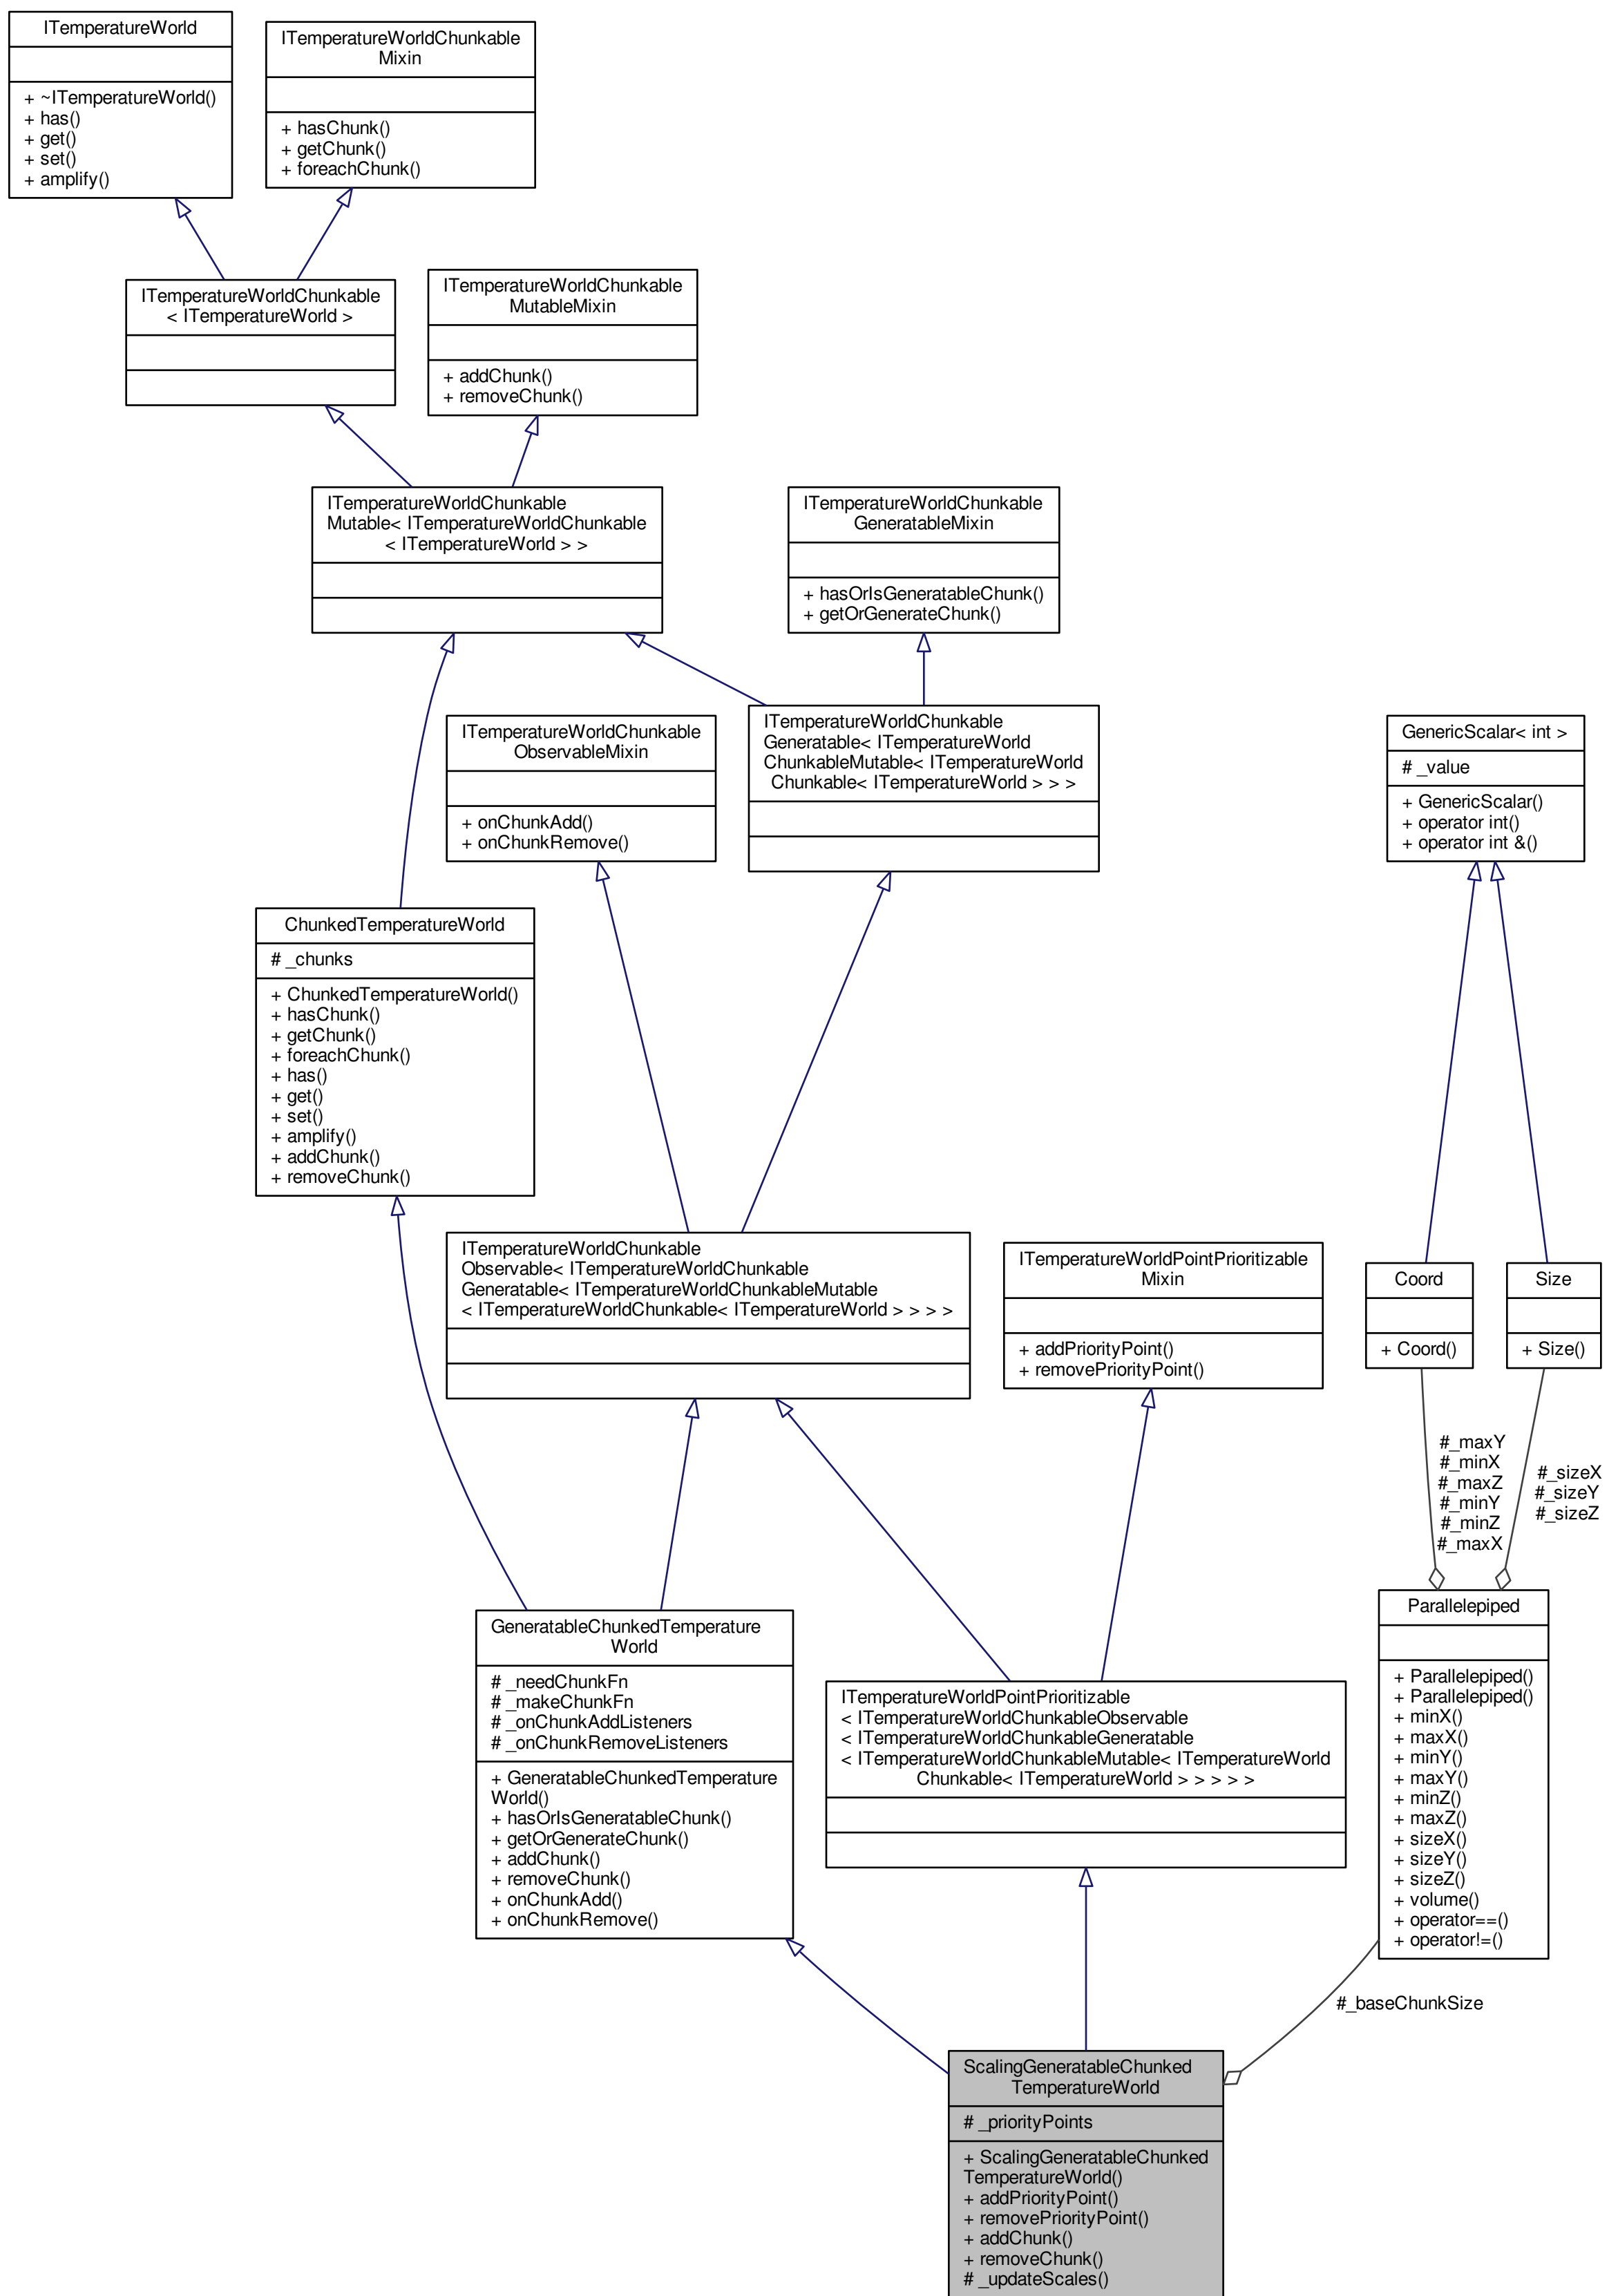 ITemperatureWorld
+ ~ITemperatureWorld()
+ has()
+ get()
+ set()
+ amplify()
ITemperatureWorldChunkable
Mixin
+ hasChunk()
+ getChunk()
+ foreachChunk()
ITemperatureWorldChunkable
< ITemperatureWorld >
ITemperatureWorldChunkable
MutableMixin
+ addChunk()
+ removeChunk()
ITemperatureWorldChunkable
Mutable< ITemperatureWorldChunkable
< ITemperatureWorld > >
ITemperatureWorldChunkable
GeneratableMixin
+ hasOrIsGeneratableChunk()
+ getOrGenerateChunk()
ITemperatureWorldChunkable
ObservableMixin
+ onChunkAdd()
+ onChunkRemove()
ITemperatureWorldChunkable
Generatable< ITemperatureWorld
ChunkableMutable< ITemperatureWorld
Chunkable< ITemperatureWorld > > >
GenericScalar< int >
# _value
+ GenericScalar()
+ operator int()
+ operator int &()
ChunkedTemperatureWorld
# _chunks
+ ChunkedTemperatureWorld()
+ hasChunk()
+ getChunk()
+ foreachChunk()
+ has()
+ get()
+ set()
+ amplify()
+ addChunk()
+ removeChunk()
ITemperatureWorldChunkable
Observable< ITemperatureWorldChunkable
Generatable< ITemperatureWorldChunkableMutable
< ITemperatureWorldChunkable< ITemperatureWorld > > > >
ITemperatureWorldPointPrioritizable
Mixin
+ addPriorityPoint()
+ removePriorityPoint()
Coord
+ Coord()
Size
+ Size()
#_maxY
#_minX
#_maxZ
#_minY
#_minZ
#_maxX
#_sizeX
#_sizeY
#_sizeZ
GeneratableChunkedTemperature
World
# _needChunkFn
# _makeChunkFn
# _onChunkAddListeners
# _onChunkRemoveListeners
+ GeneratableChunkedTemperature
World()
+ hasOrIsGeneratableChunk()
+ getOrGenerateChunk()
+ addChunk()
+ removeChunk()
+ onChunkAdd()
+ onChunkRemove()
ITemperatureWorldPointPrioritizable
< ITemperatureWorldChunkableObservable
< ITemperatureWorldChunkableGeneratable
< ITemperatureWorldChunkableMutable< ITemperatureWorld
Chunkable< ITemperatureWorld > > > > >
Parallelepiped
+ Parallelepiped()
+ Parallelepiped()
+ minX()
+ maxX()
+ minY()
+ maxY()
+ minZ()
+ maxZ()
+ sizeX()
+ sizeY()
+ sizeZ()
+ volume()
+ operator==()
+ operator!=()
#_baseChunkSize
ScalingGeneratableChunked
TemperatureWorld
# _priorityPoints
+ ScalingGeneratableChunked
TemperatureWorld()
+ addPriorityPoint()
+ removePriorityPoint()
+ addChunk()
+ removeChunk()
# _updateScales()